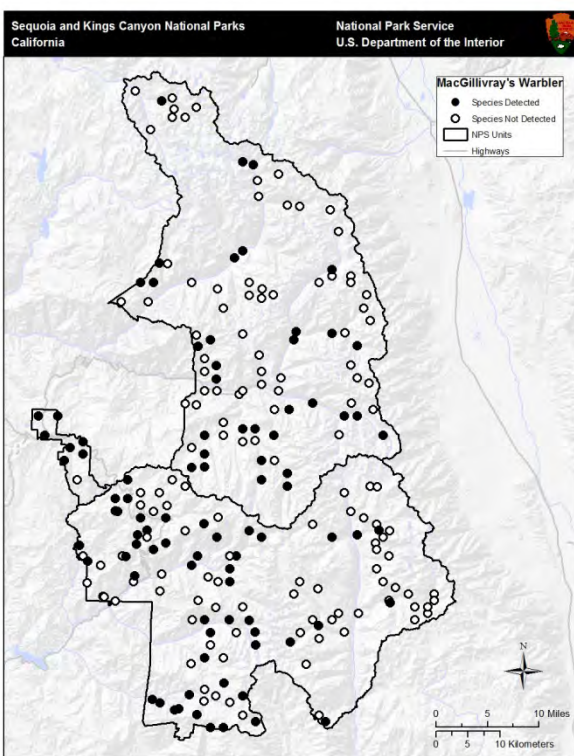 Sequoia and Kings Canyon National Parks
California
National Park Service
U.S. Department of the Interior
MacGillivray's Warbler
Species Detected
Species Not Detected
NPS Units
Highways
N
0 5 10 Miles
0 5 10 Kilometers